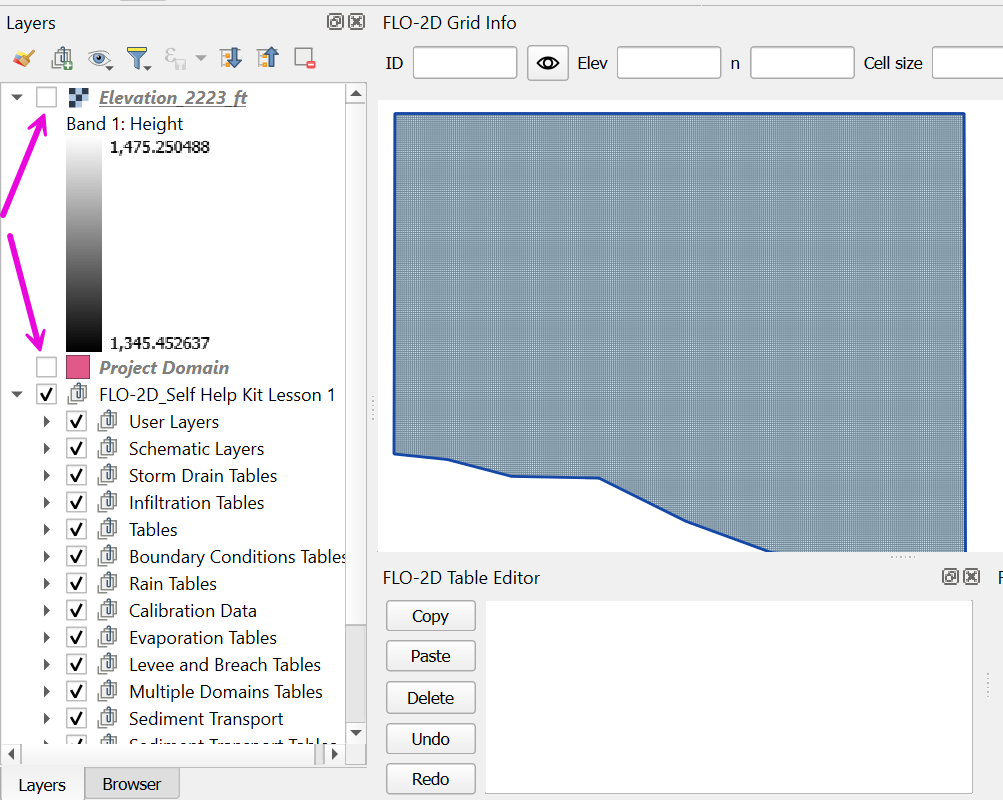 Layers
FLO-2D Grid Info
ID
Elev
n
Cell size
Elevation_2223_ft
Band 1: Height
1,475.250488
1,345.452637
Project Domain
FLO-2D_Self Help Kit Lesson 1
User Layers
Schematic Layers
Storm Drain Tables
Infiltration Tables
Tables
Boundary Conditions Tables
Rain Tables
Calibration Data
Evaporation Tables
Levee and Breach Tables
Multiple Domains Tables
Sediment Transport
Sediment Transport Tables
Layers
Browser
FLO-2D Table Editor
F
Copy
Paste
Delete
Undo
Redo